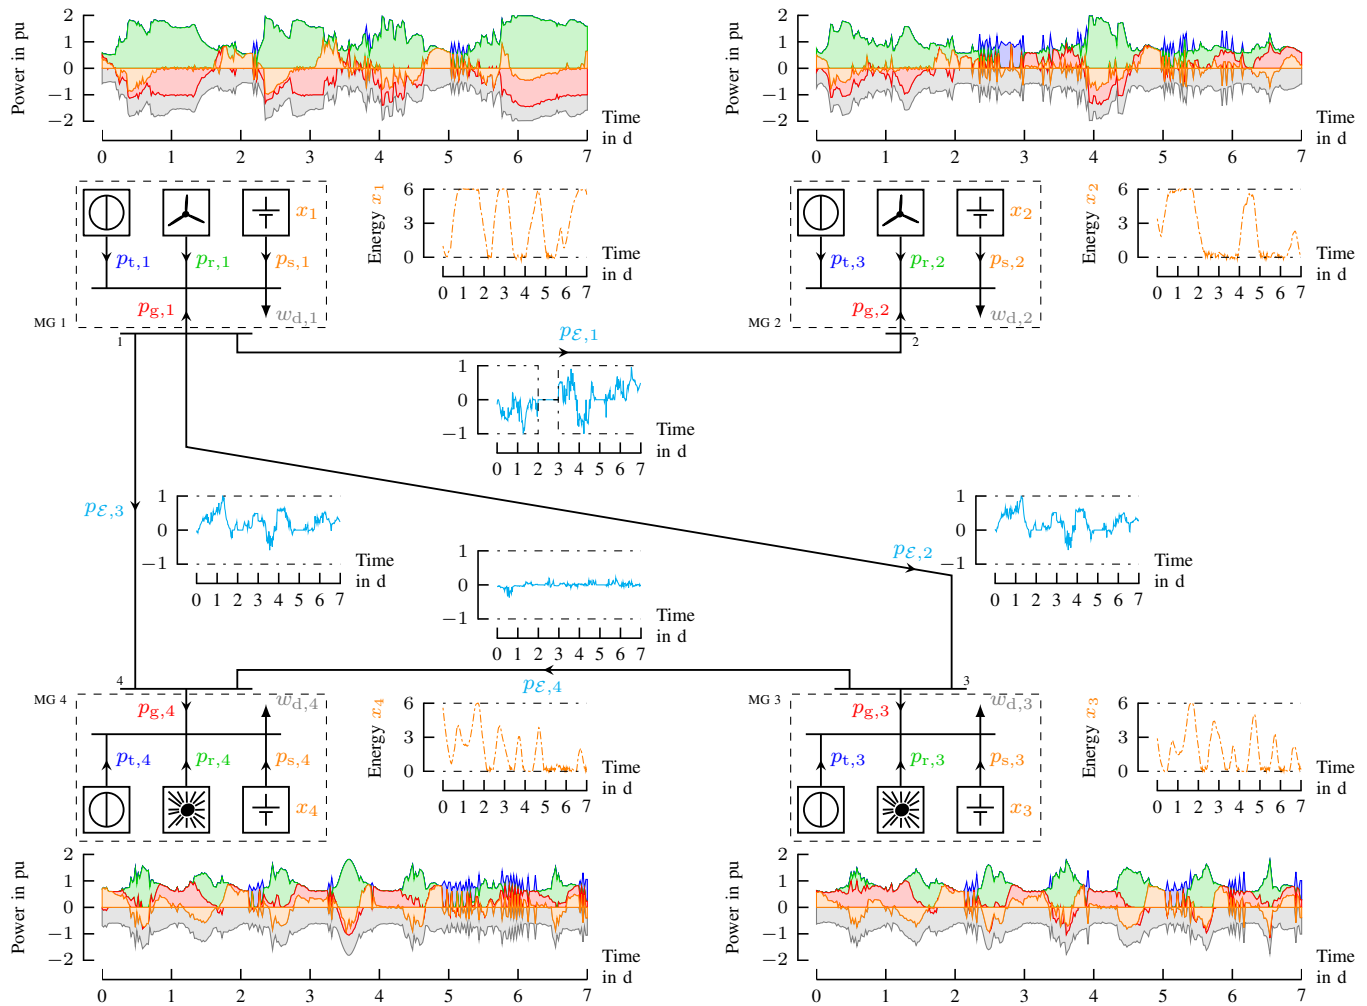 Power in pu
2
1
0
−1
−2
0 1 2 3 4 5 6 7
Time
in d
Power in pu
2
1
0
−1
−2
0 1 2 3 4 5 6 7
Time
in d
x1
pt,1
pr,1
ps,1
pg,1
wd,1
MG 1
1
Energy x1
6
3
0
0 1 2 3 4 5 6 7
Time
in d
x2
pt,3
pr,2
ps,2
pg,2
wd,2
MG 2
2
Energy x2
6
3
0
0 1 2 3 4 5 6 7
Time
in d
pℰ,1
1
0
−1
0 1 2 3 4 5 6 7
Time
in d
pℰ,3
1
0
−1
0 1 2 3 4 5 6 7
Time
in d
pℰ,2
1
0
−1
0 1 2 3 4 5 6 7
Time
in d
1
0
−1
0 1 2 3 4 5 6 7
Time
in d
pℰ,4
4
MG 4
pg,4
wd,4
pt,4
pr,4
ps,4
x4
Energy x4
6
3
0
0 1 2 3 4 5 6 7
Time
in d
3
MG 3
pg,3
wd,3
pt,3
pr,3
ps,3
x3
Energy x3
6
3
0
0 1 2 3 4 5 6 7
Time
in d
Power in pu
2
1
0
−1
−2
0 1 2 3 4 5 6 7
Time
in d
Power in pu
2
1
0
−1
−2
0 1 2 3 4 5 6 7
Time
in d